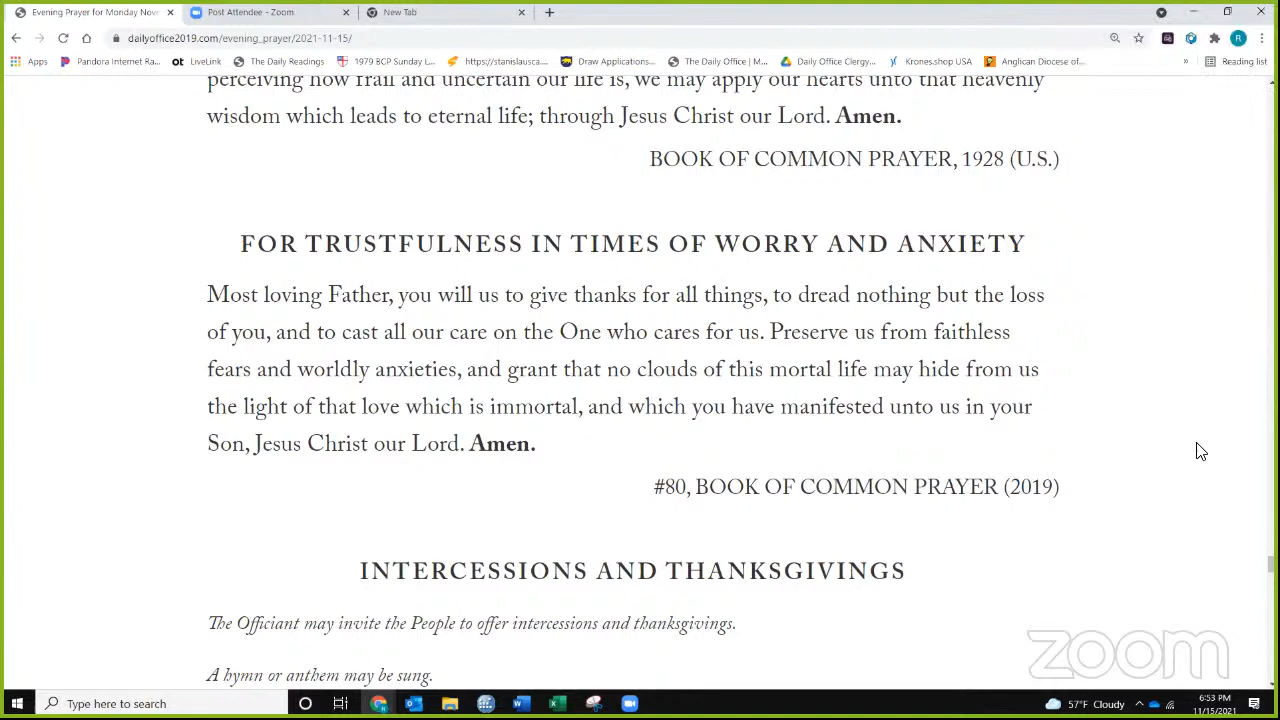 Evening Prayer for Monday Nov
Post Attendee - Zoom
New Tab
dailyoffice2019.com/evening_prayer/2021-11-15/
R
Apps
Pandora Internet Ra...
ot LiveLink
The Daily Readings
1979 BCP Sunday L...
https://stanislausca...
Draw Applications...
The Daily Office | M...
Daily Office Clergy...
Krones.shop USA
Anglican Diocese of...
»
Reading list
perceiving how frail and uncertain our life is, we may apply our hearts unto that heavenly
wisdom which leads to eternal life; through Jesus Christ our Lord. Amen.
BOOK OF COMMON PRAYER, 1928 (U.S.)
FOR TRUSTFULNESS IN TIMES OF WORRY AND ANXIETY
Most loving Father, you will us to give thanks for all things, to dread nothing but the loss
of you, and to cast all our care on the One who cares for us. Preserve us from faithless
fears and worldly anxieties, and grant that no clouds of this mortal life may hide from us
the light of that love which is immortal, and which you have manifested unto us in your
Son, Jesus Christ our Lord. Amen.
#80, BOOK OF COMMON PRAYER (2019)
INTERCESSIONS AND THANKSGIVINGS
The Officiant may invite the People to offer intercessions and thanksgivings.
A hymn or anthem may be sung.
zoom
Type here to search
57°F Cloudy
6:53 PM
11/15/2021